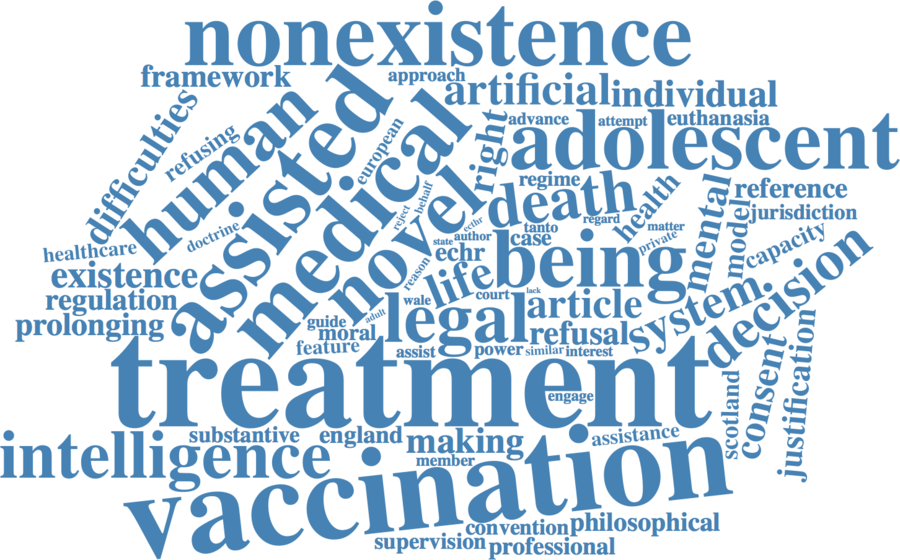 nonexistence
framework
approach
artificial
individual
difficulties
refusing
human
assisted
medical
european
right
advance
attempt
euthanasia
adolescent
doctrine
novel
reject
behalf
regime
death
regard
health
mental
model
reference
jurisdiction
healthcare
existence
regulation
prolonging
state
ecthr
author
tanto
case
echr
private
matter
capacity
reason
life
being
wale
court
lack
article
system
decision
guide
adult
moral
feature
legal
refusal
assist
power
similar
interest
treatment
engage
scotland
consent
justification
intelligence
substantive
england
making
member
assistance
vaccination
convention
philosophical
supervision
professional